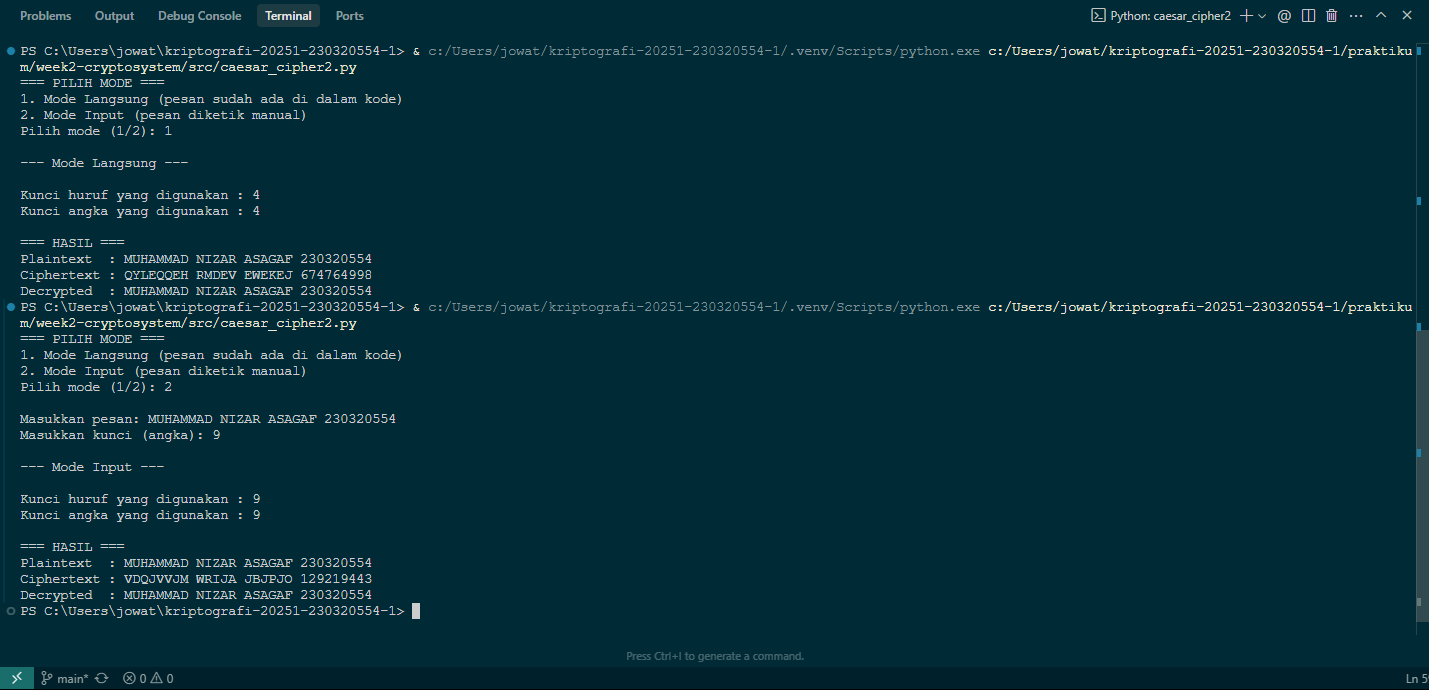 Problems Output Debug Console Terminal Ports Python: caesar_cipher2 @
PS C:\Users\jowat\kriptografi-20251-230320554-1> & c:/Users/jowat/kriptografi-20251-230320554-1/.venv/Scripts/python.exe c:/Users/jowat/kriptografi-20251-230320554-1/praktiku
m/week2-cryptosystem/src/caesar_cipher2.py
=== PILIH MODE ===
1. Mode Langsung (pesan sudah ada di dalam kode)
2. Mode Input (pesan diketik manual)
Pilih mode (1/2): 1
--- Mode Langsung ---
Kunci huruf yang digunakan : 4
Kunci angka yang digunakan : 4
=== HASIL ===
Plaintext  : MUHAMMAD NIZAR ASAGAF 230320554
Ciphertext : QYLEQQEH RMDEV EWEKEJ 674764998
Decrypted  : MUHAMMAD NIZAR ASAGAF 230320554
PS C:\Users\jowat\kriptografi-20251-230320554-1> & c:/Users/jowat/kriptografi-20251-230320554-1/.venv/Scripts/python.exe c:/Users/jowat/kriptografi-20251-230320554-1/praktiku
m/week2-cryptosystem/src/caesar_cipher2.py
=== PILIH MODE ===
1. Mode Langsung (pesan sudah ada di dalam kode)
2. Mode Input (pesan diketik manual)
Pilih mode (1/2): 2
Masukkan pesan: MUHAMMAD NIZAR ASAGAF 230320554
Masukkan kunci (angka): 9
--- Mode Input ---
Kunci huruf yang digunakan : 9
Kunci angka yang digunakan : 9
=== HASIL ===
Plaintext  : MUHAMMAD NIZAR ASAGAF 230320554
Ciphertext : VDQJVVJM WRIJA JBJPJO 129219443
Decrypted  : MUHAMMAD NIZAR ASAGAF 230320554
PS C:\Users\jowat\kriptografi-20251-230320554-1>
Press Ctrl+I to generate a command.
main* 0 0 Ln 5